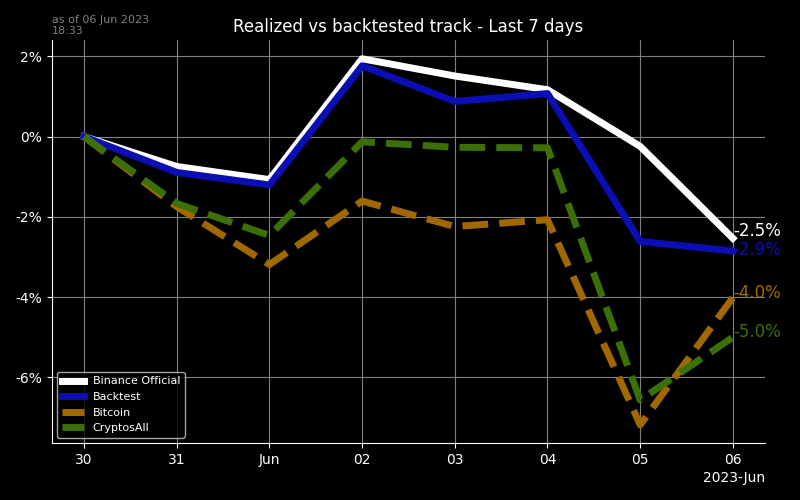 as of 06 Jun 2023
18:33
Realized vs backtested track - Last 7 days
2%
0%
-2%
-4%
-6%
-2.5%
-2.9%
-4.0%
-5.0%
Binance Official
Backtest
Bitcoin
CryptosAll
30 31 Jun 02 03 04 05 06
2023-Jun